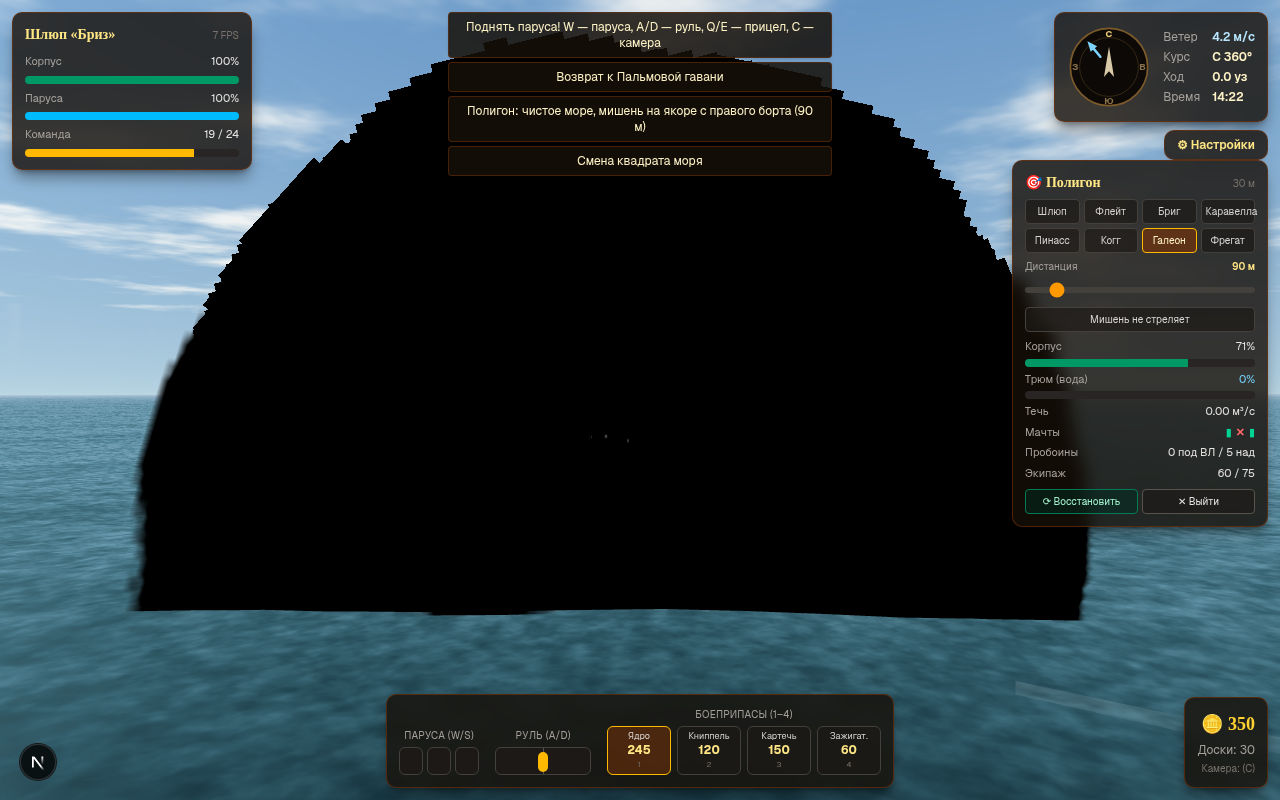 Шлюп «Бриз»
7 FPS
Корпус
100%
Паруса
100%
Команда
19 / 24
Поднять паруса! W — паруса, A/D — руль, Q/E — прицел, C —
камера
Возврат к Пальмовой гавани
Полигон: чистое море, мишень на якоре с правого борта (90
м)
Смена квадрата моря
С
З
В
Ю
Ветер
4.2 м/с
Курс
С 360°
Ход
0.0 уз
Время
14:22
⚙ Настройки
🎯 Полигон
30 м
Шлюп
Флейт
Бриг
Каравелла
Пинасс
Когг
Галеон
Фрегат
Дистанция
90 м
Мишень не стреляет
Корпус
71%
Трюм (вода)
0%
Течь
0.00 м³/с
Мачты
▮ ✕ ▮
Пробоины
0 под ВЛ / 5 над
Экипаж
60 / 75
⟳ Восстановить
✕ Выйти
ПАРУСА (W/S)
РУЛЬ (A/D)
БОЕПРИПАСЫ (1–4)
Ядро
245
1
Книппель
120
2
Картечь
150
3
Зажигат.
60
4
N
🪙 350
Доски: 30
Камера: (C)